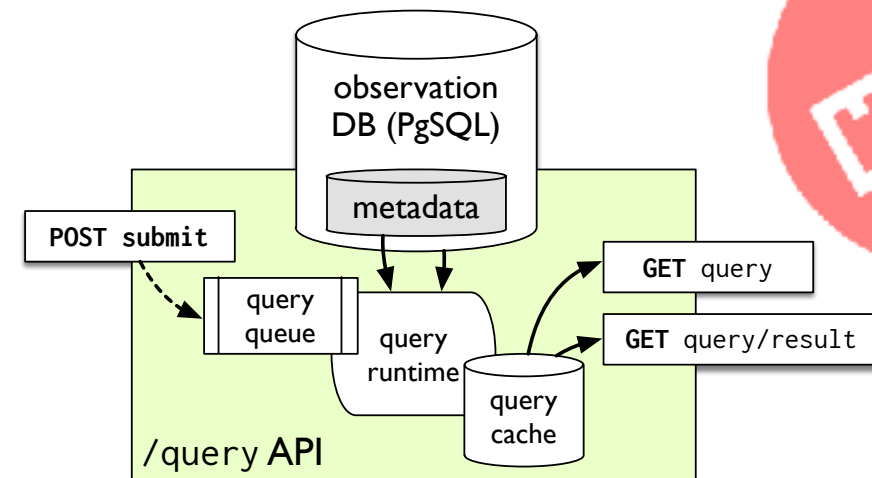 observation
DB (PgSQL)
metadata
POST submit
GET query
query
queue
query
runtime
GET query/result
query
cache
/query API